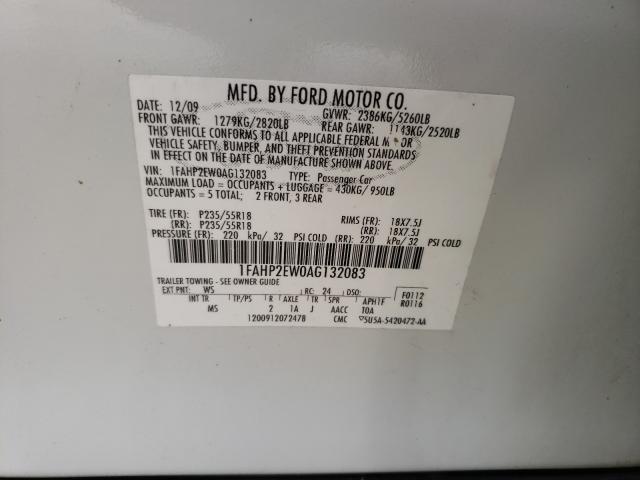 MFD. BY FORD MOTOR CO.
DATE: 12/09 GVWR: 2386KG/5260LB
FRONT GAWR: 1279KG/2820LB REAR GAWR: 1143KG/2520LB
THIS VEHICLE CONFORMS TO ALL APPLICABLE FEDERAL MOTOR
VEHICLE SAFETY, BUMPER, AND THEFT PREVENTION STANDARDS
IN EFFECT ON THE DATE OF MANUFACTURE SHOWN ABOVE.
VIN: 1FAHP2EW0AG132083 TYPE: Passenger Car
MAXIMUM LOAD = OCCUPANTS + LUGGAGE = 430KG/ 950LB
OCCUPANTS = 5 TOTAL; 2 FRONT, 3 REAR
TIRE (FR): P235/55R18 RIMS (FR): 18X7.5J
(RR): P235/55R18 (RR): 18X7.5J
PRESSURE (FR): 220 kPa/ 32 PSI COLD (RR): 220 kPa/ 32 PSI COLD
1FAHP2EW0AG132083
TRAILER TOWING - SEE OWNER GUIDE
EXT PNT: WS RC: 24 DSO: F0112
INT TR TP/PS R AXLE TR SPR APH1F R0116
MS 2 1A J AACC 10A
1200912072478 CMC 5U5A-5420472-AA